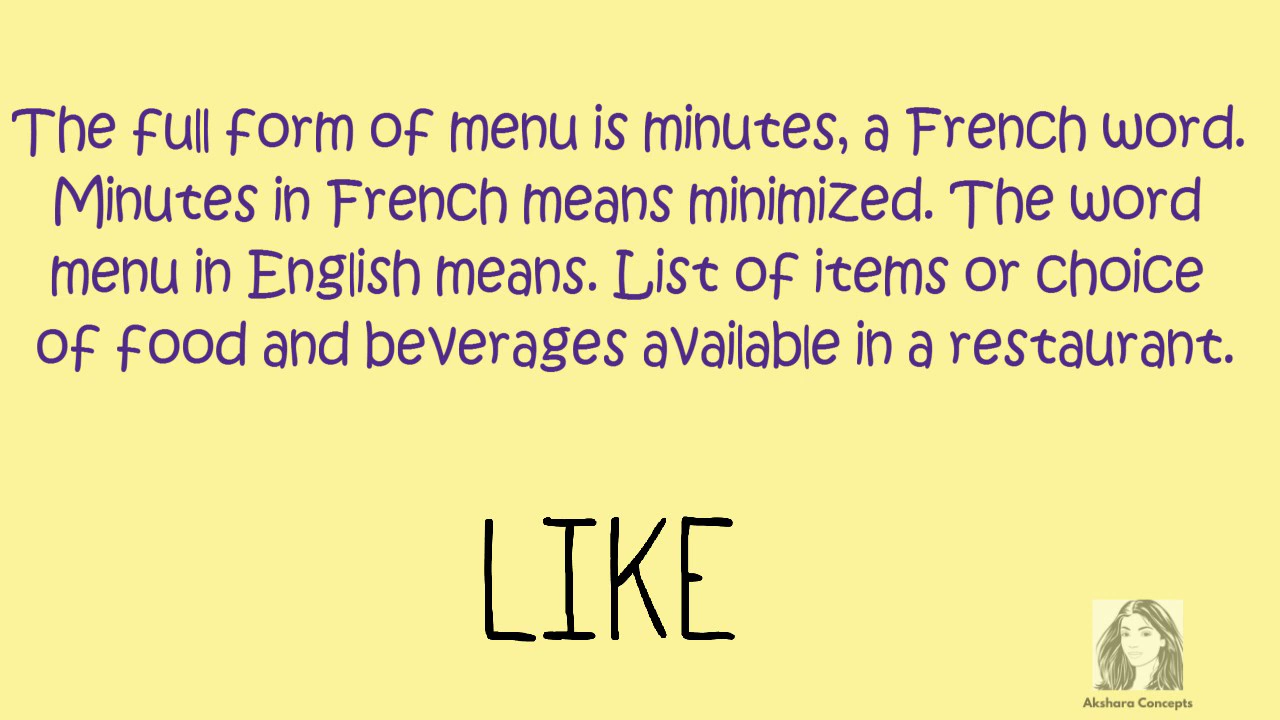 The full form of menu is minutes, a French word.
Minutes in French means minimized. The word
menu in English means. List of items or choice
of food and beverages available in a restaurant.
LIKE
Akshara Concepts